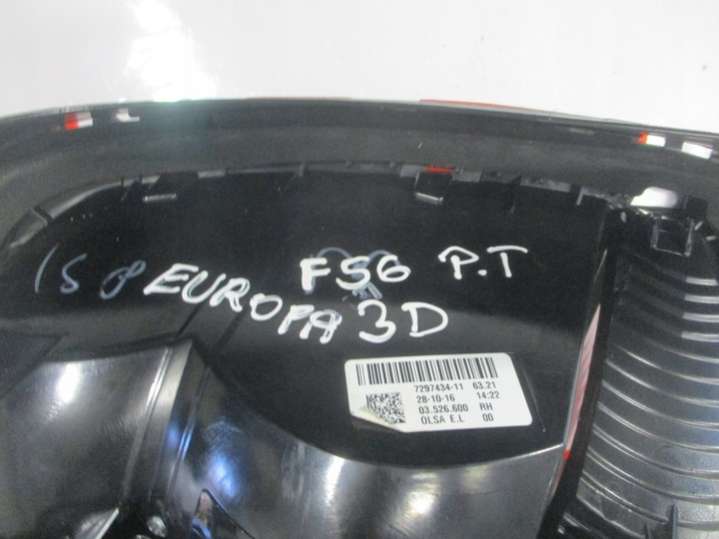 F56 P.T
EUROPA 3D
7297434-11 63.21
28-10-16 14:22
03.526.600 RH
OLSA E.L 00